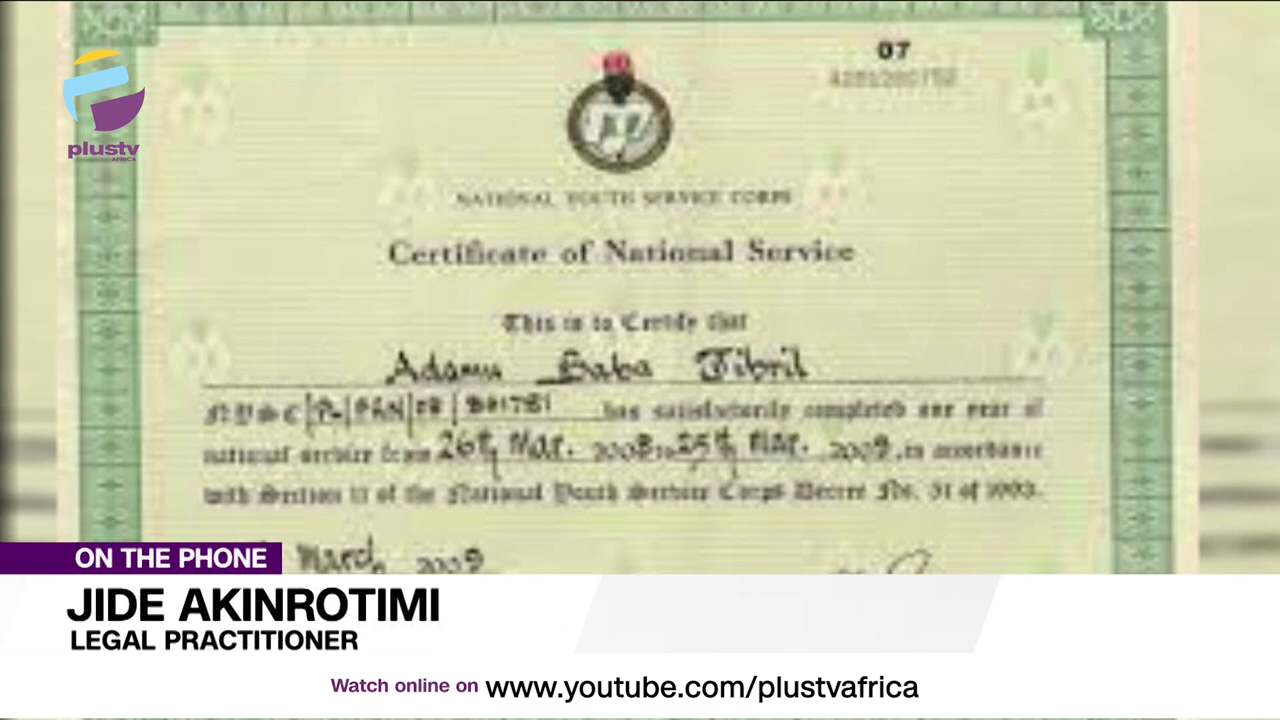 plustv
AFRICA
07
NATIONAL YOUTH SERVICE CORPS
Certificate of National Service
This is to Certify that
Adamu Baba Jibril
has satisfactorily completed one year of
national service from 26th Mar. 2008 to 25th Mar. 2009, in accordance
with Section 11 of the National Youth Service Corps Decree No. 51 of 1993.
March, 2009
ON THE PHONE
JIDE AKINROTIMI
LEGAL PRACTITIONER
Watch online on www.youtube.com/plustvafrica